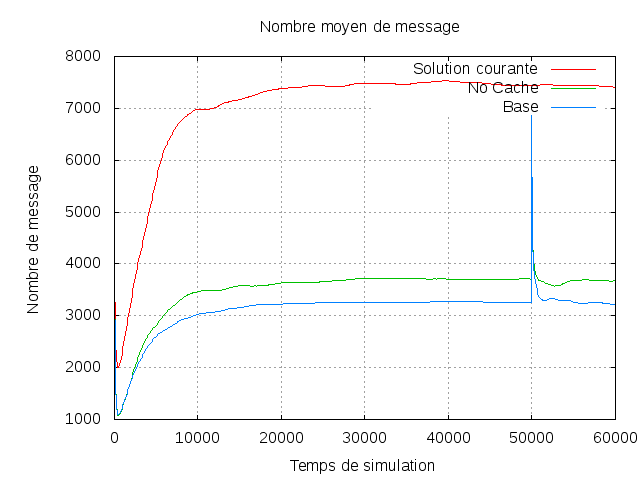 Nombre moyen de message
8000
7000
6000
5000
4000
3000
2000
1000
Nombre de message
Solution courante
No Cache
Base
0 10000 20000 30000 40000 50000 60000
Temps de simulation